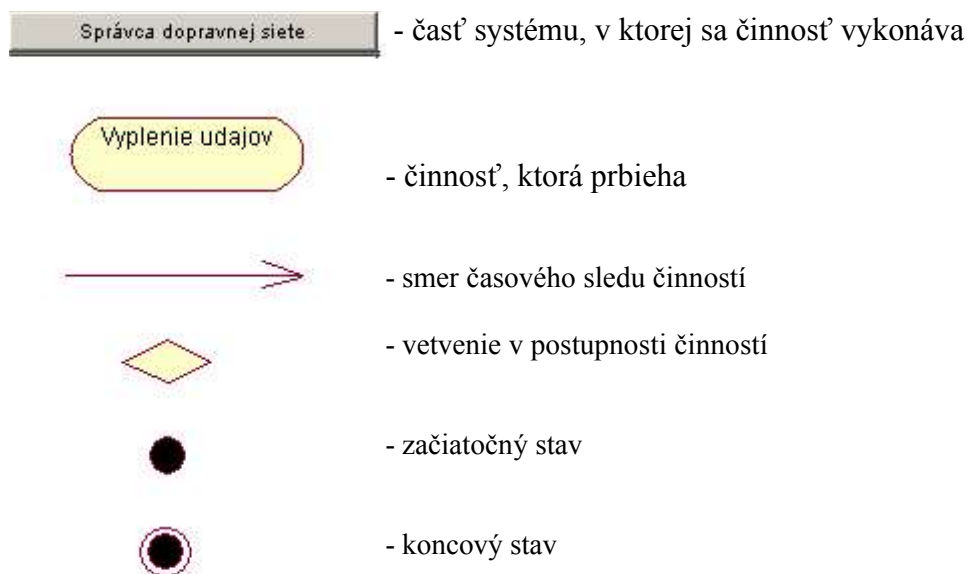 Správca dopravnej siete - časť systému, v ktorej sa činnosť vykonáva
Vyplenie udajov
- činnosť, ktorá prbieha
- smer časového sledu činností
- vetvenie v postupnosti činností
- začiatočný stav
- koncový stav